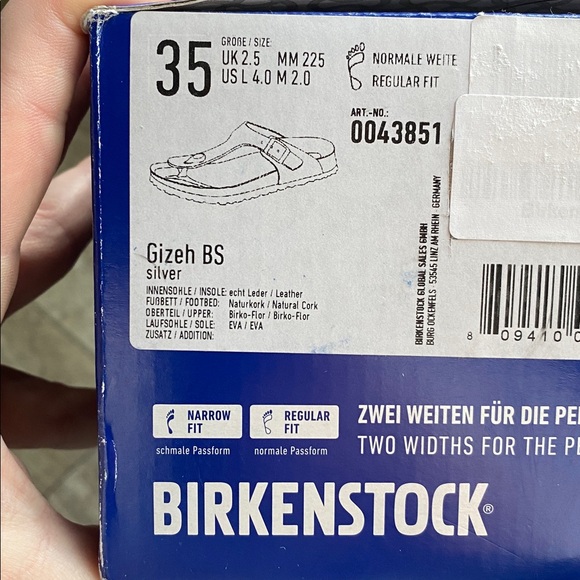 35
GRÖßE / SIZE:
UK 2.5 MM 225
US L 4.0 M 2.0
NORMALE WEITE
REGULAR FIT
ART.-NO.:
0043851
Gizeh BS
silver
INNENSOHLE / INSOLE: echt Leder / Leather
FUßBETT / FOOTBED: Naturkork / Natural Cork
OBERTEIL / UPPER: Birko-Flor / Birko-Flor
LAUFSOHLE / SOLE: EVA / EVA
ZUSATZ / ADDITION:
BIRKENSTOCK GLOBAL SALES GMBH
BURG OCKENFELS · 53545 LINZ AM RHEIN · GERMANY
8 09410 0
NARROW
FIT
schmale Passform
REGULAR
FIT
normale Passform
ZWEI WEITEN FÜR DIE PE
TWO WIDTHS FOR THE P
BIRKENSTOCK®